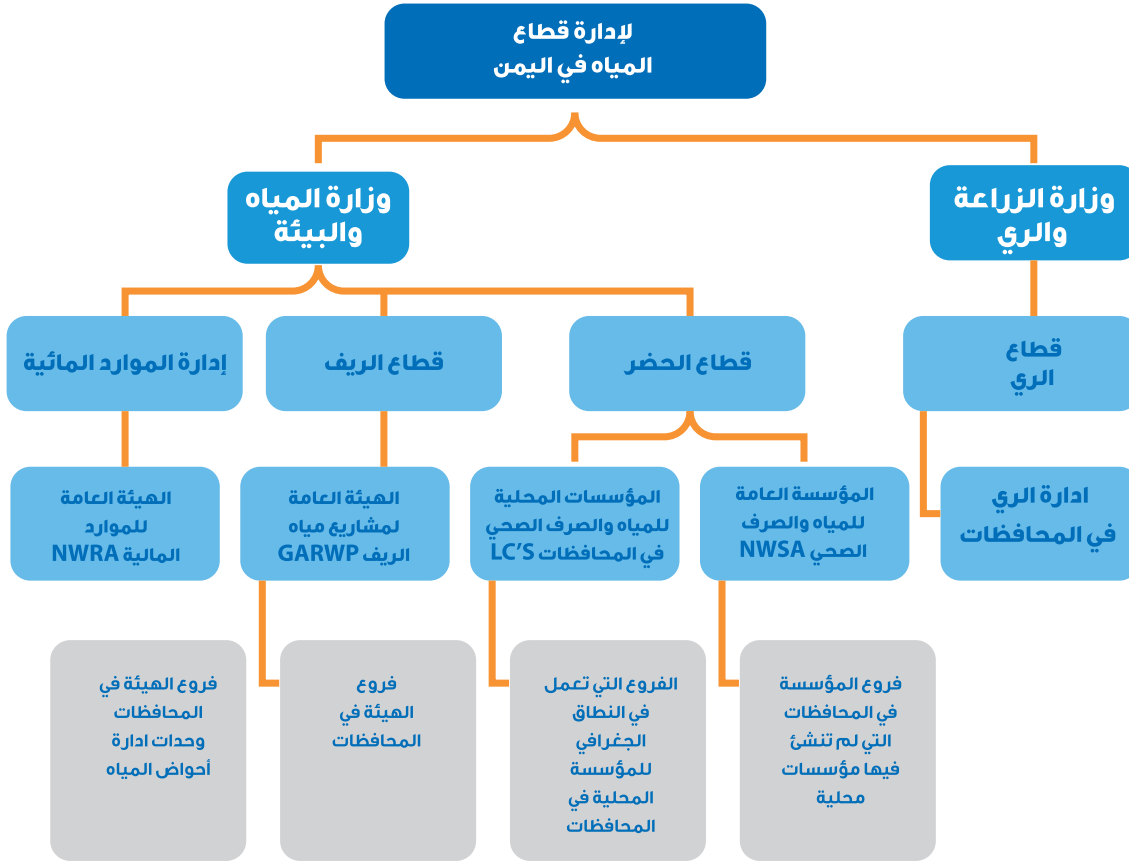 لإدارة قطاع
المياه في اليمن
وزارة الزراعة
والري
وزارة المياه
والبيئة
قطاع
الري
قطاع الحضر
قطاع الريف
إدارة الموارد المائية
ادارة الري
في المحافظات
المؤسسة العامة
للمياه والصرف
الصحي NWSA
المؤسسات المحلية
للمياه والصرف الصحي
في المحافظات LC'S
الهيئة العامة
لمشاريع مياه
الريف GARWP
الهيئة العامة
للموارد
المالية NWRA
فروع المؤسسة
في المحافظات
التي لم تنشئ
فيها مؤسسات
محلية
الفروع التي تعمل
في النطاق
الجغرافي
للمؤسسة
المحلية في
المحافظات
فروع
الهيئة في
المحافظات
فروع الهيئة في
المحافظات
وحدات ادارة
أحواض المياه